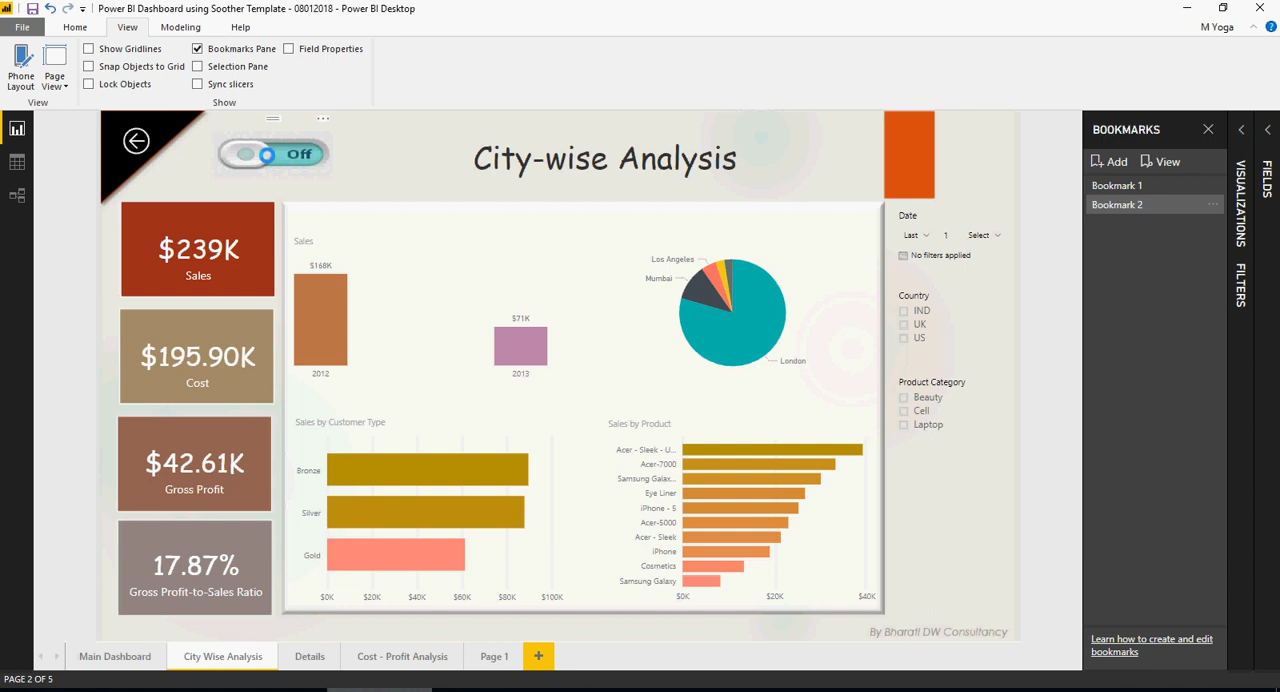 Power BI Dashboard using Soother Template - 08012018 - Power BI Desktop
File Home View Modeling Help
M Yoga
Phone Layout
Page View
Show Gridlines
Snap Objects to Grid
Lock Objects
Bookmarks Pane
Selection Pane
Sync slicers
Field Properties
View
Show
Off
City-wise Analysis
$239K
Sales
$195.90K
Cost
$42.61K
Gross Profit
17.87%
Gross Profit-to-Sales Ratio
Sales
$168K
$71K
2012
2013
Los Angeles
Mumbai
London
Sales by Customer Type
Bronze
Silver
Gold
$0K $20K $40K $60K $80K $100K
Sales by Product
Acer - Sleek - U...
Acer-7000
Samsung Galax...
Eye Liner
iPhone - 5
Acer-5000
Acer - Sleek
iPhone
Cosmetics
Samsung Galaxy
$0K $20K $40K
Date
Last 1 Select
No filters applied
Country
IND
UK
US
Product Category
Beauty
Cell
Laptop
By Bharati DW Consultancy
BOOKMARKS
Add View
Bookmark 1
Bookmark 2
Learn how to create and edit
bookmarks
VISUALIZATIONS
FILTERS
FIELDS
Main Dashboard City Wise Analysis Details Cost - Profit Analysis Page 1
PAGE 2 OF 5